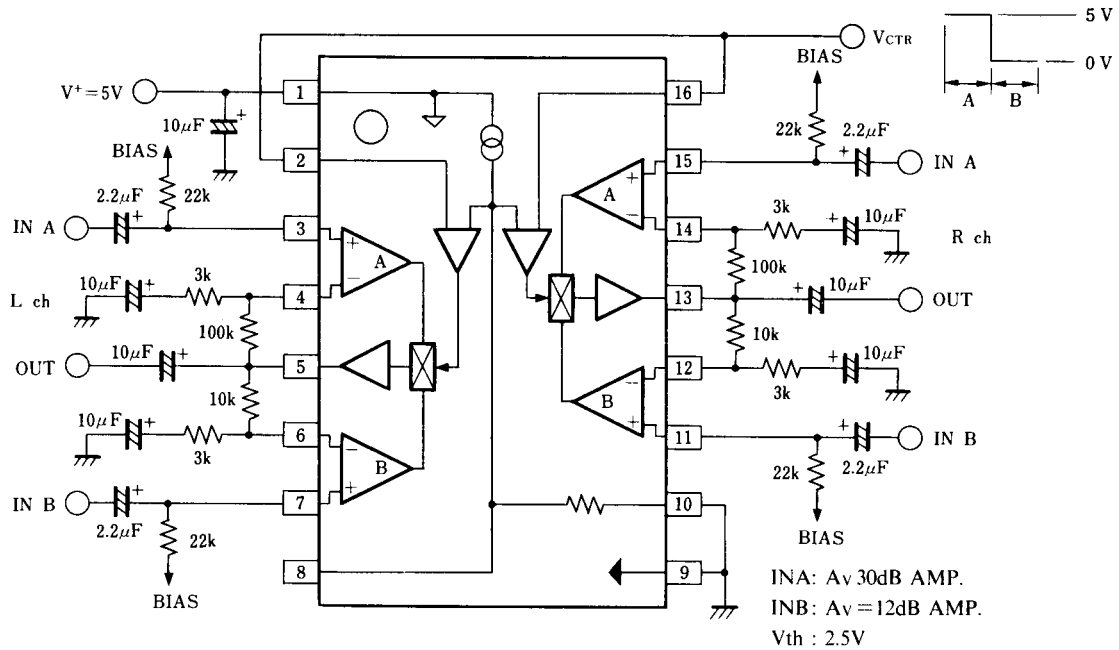 5 V
VCTR
0 V
BIAS
A
B
V+=5V
1
16
10μF
+
22k
2.2μF
+
BIAS
2
15
IN A
2.2μF
+
22k
A
+
−
IN A
3
3k
10μF
+
14
R ch
+
−
A
10μF
+
3k
L ch
4
100k
100k
13
10μF
+
OUT
10μF
+
OUT
5
10k
10k
12
10μF
+
3k
10μF
+
3k
6
−
+
B
−
+
B
11
2.2μF
+
IN B
22k
IN B
2.2μF
+
7
10
22k
BIAS
BIAS
8
9
INA: Av 30dB AMP.
INB: Av=12dB AMP.
Vth : 2.5V